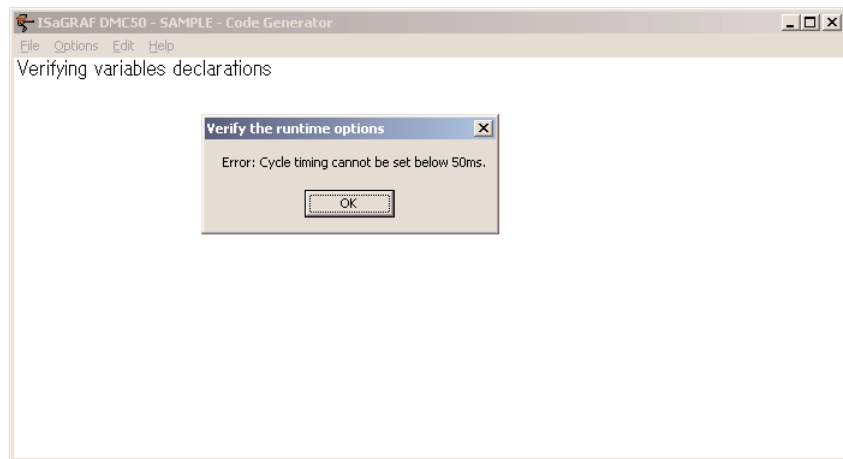 ISaGRAF DMC50 - SAMPLE - Code Generator
File Options Edit Help
Verifying variables declarations
Verify the runtime options
Error: Cycle timing cannot be set below 50ms.
OK